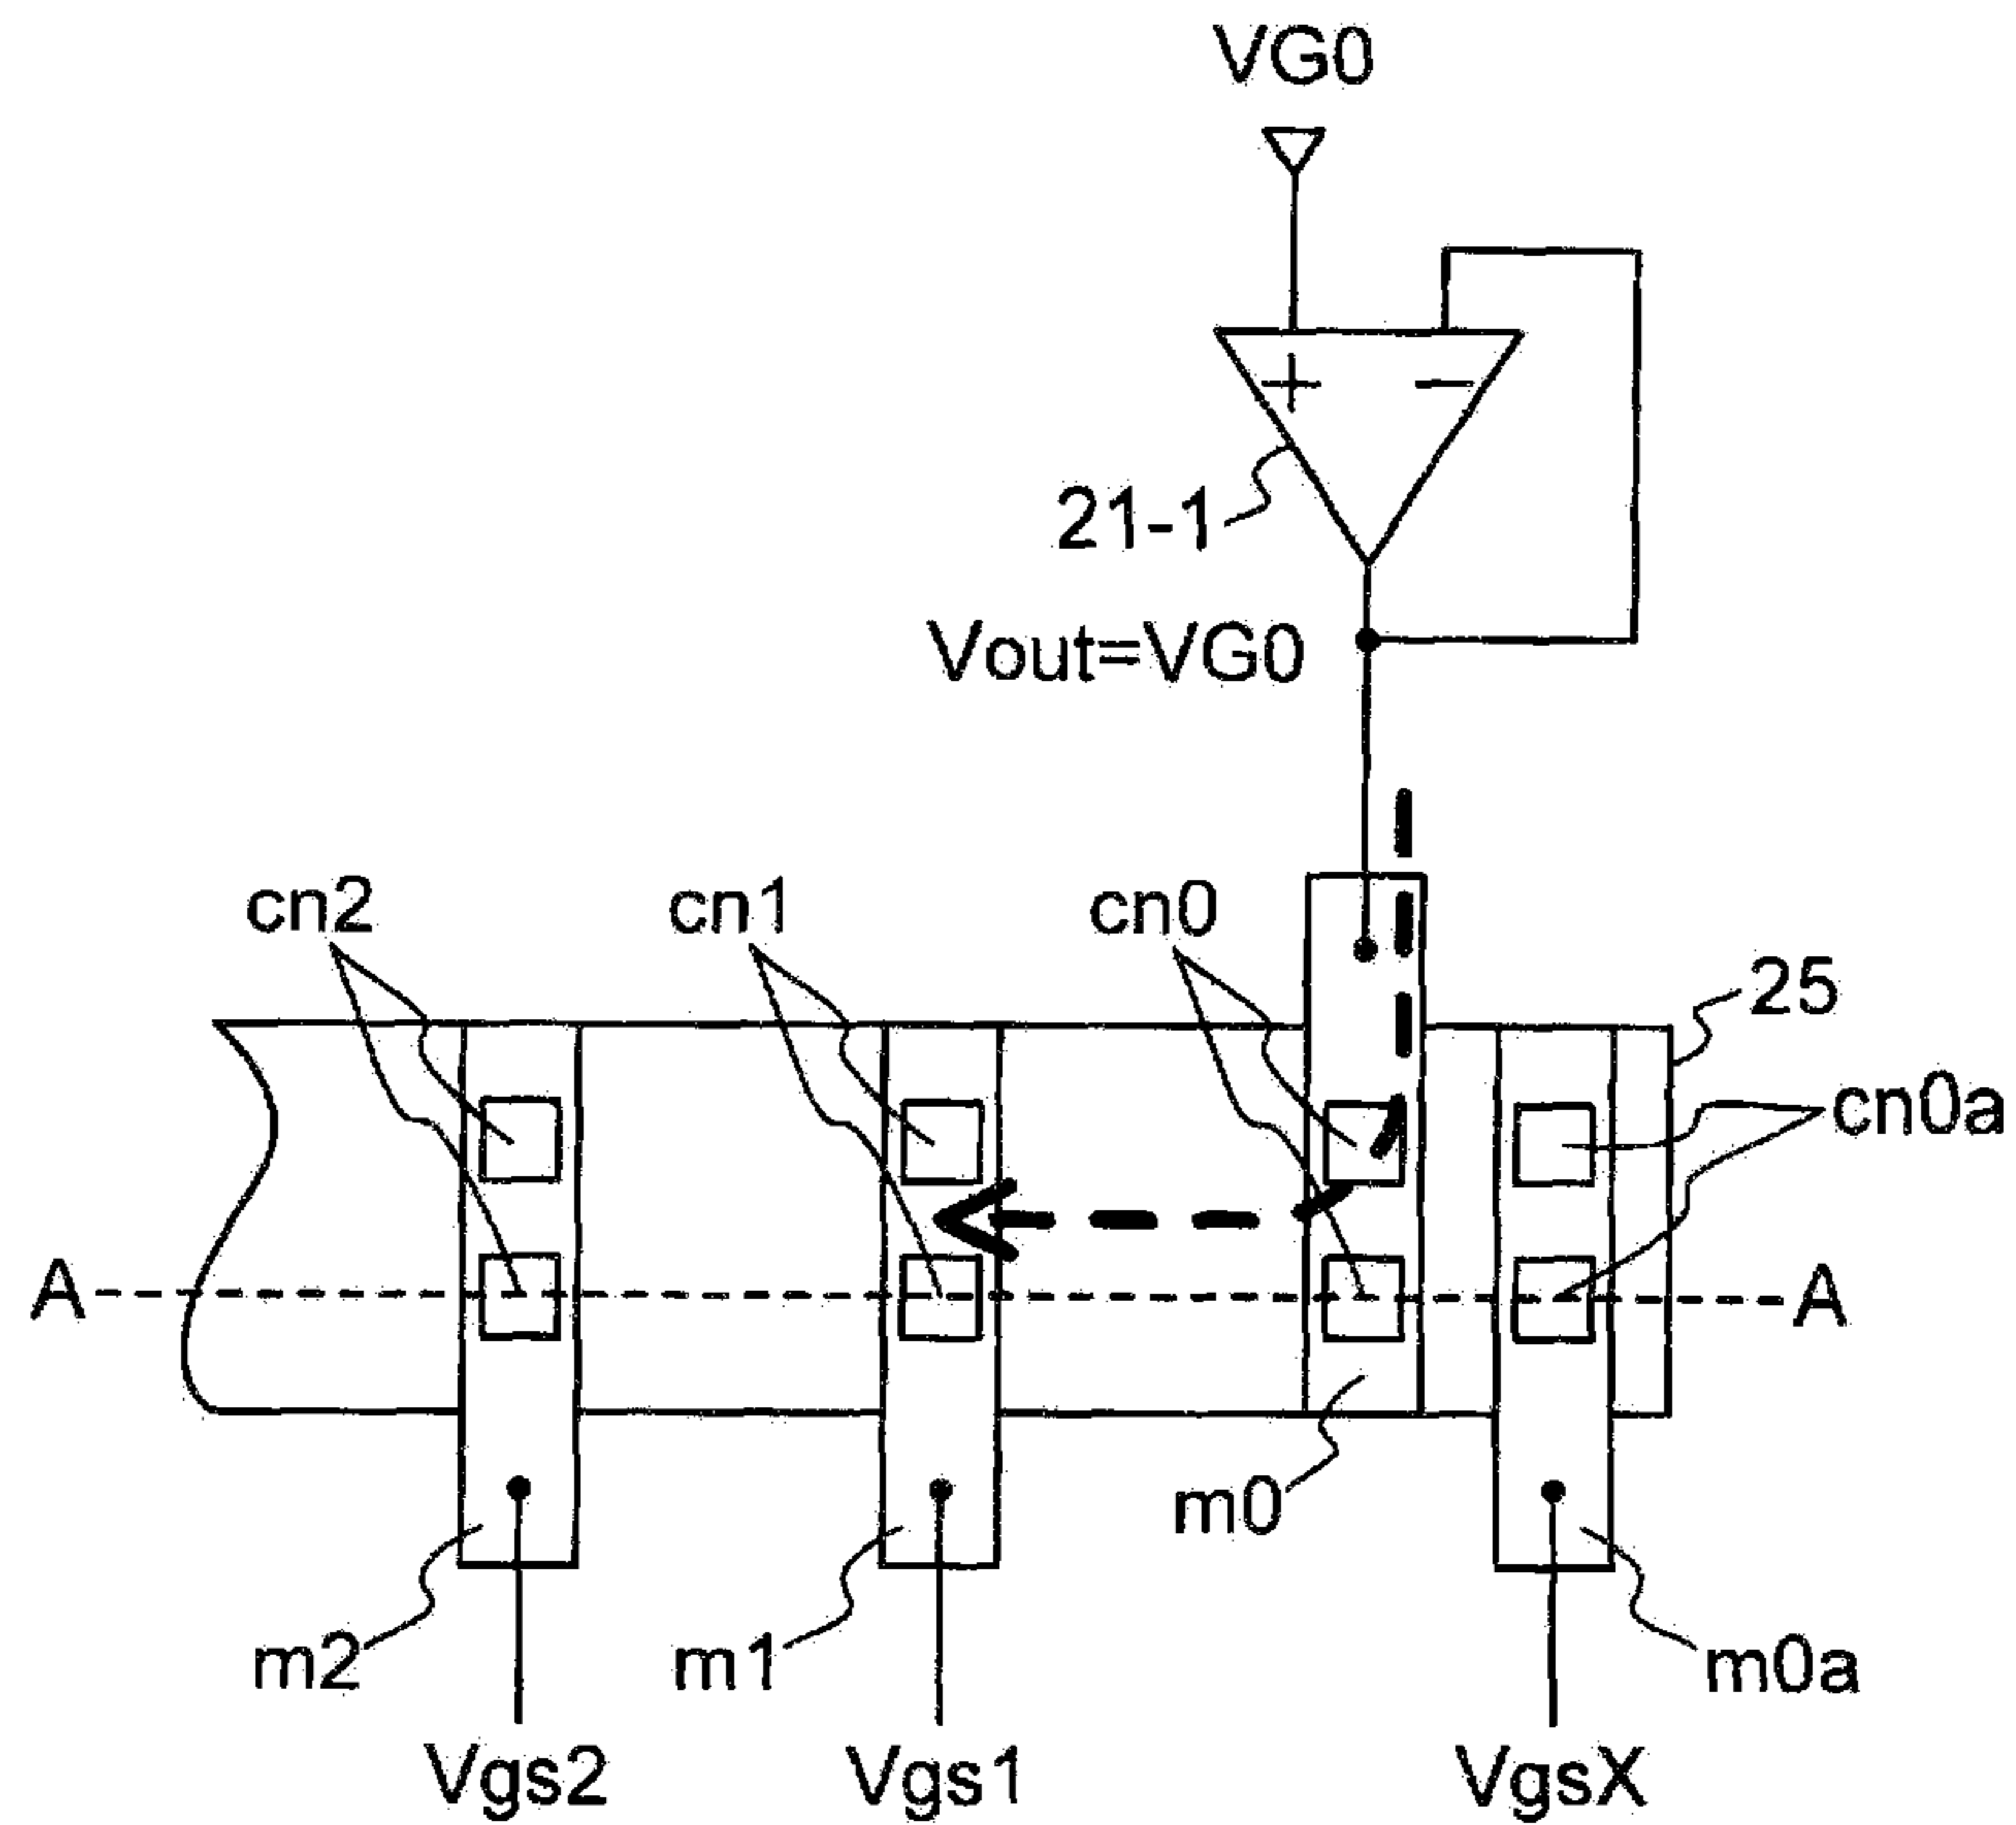 VG0
+ −
21-1
Vout=VG0
cn2 cn1 cn0
25
cn0a
A A
m0
m2 m1 m0a
Vgs2 Vgs1 VgsX